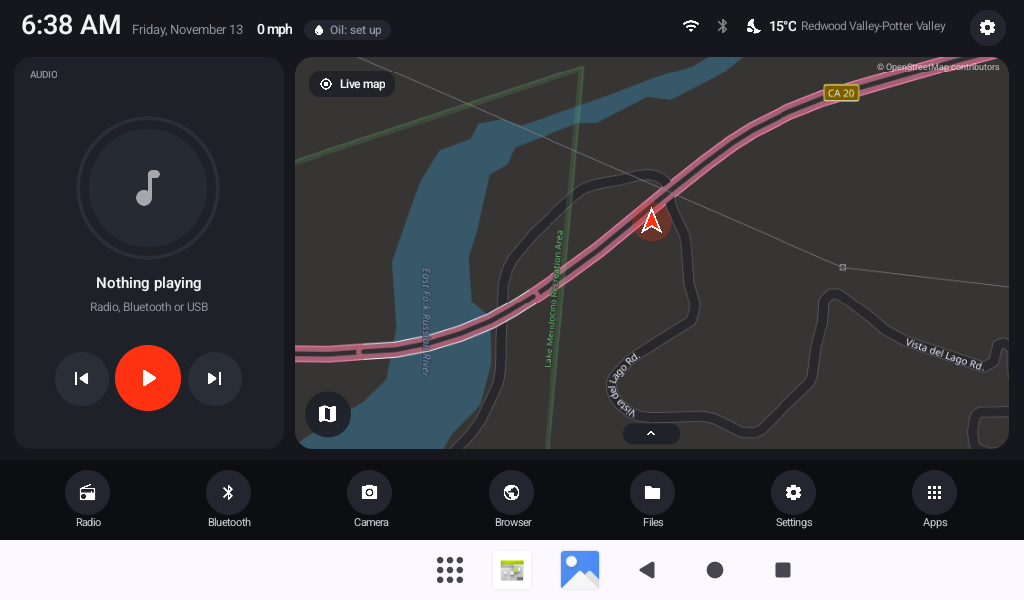 6:38 AM Friday, November 13 0 mph Oil: set up 15°C Redwood Valley-Potter Valley
AUDIO
© OpenStreetMap contributors
Live map
CA 20
East Fork Russian River
Lake Mendocino Recreation Area
Vista del Lago Rd.
Vista del Lago Rd.
Nothing playing
Radio, Bluetooth or USB
Radio Bluetooth Camera Browser Files Settings Apps